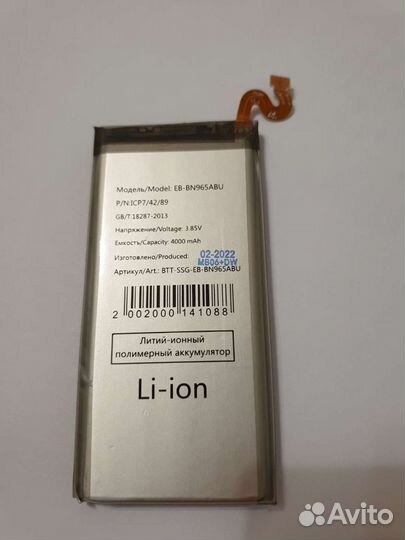 Модель/Model: EB-BN965ABU
P/N:ICP7/42/89
GB/T:18287-2013
Напряжение/Voltage: 3.85V
Емкость/Capacity: 4000 mAh
Изготовлено/Produced: 02-2022
MB06+DW
Артикул/Art.: BTT-SSG-EB-BN965ABU
2 002000 141088
Литий-ионный
полимерный аккумулятор
Li-ion
Avito